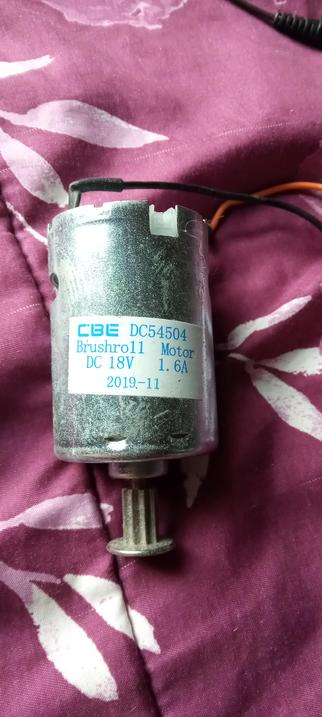 CBE DC54504
Brushroll Motor
DC 18V 1.6A
2019.-11